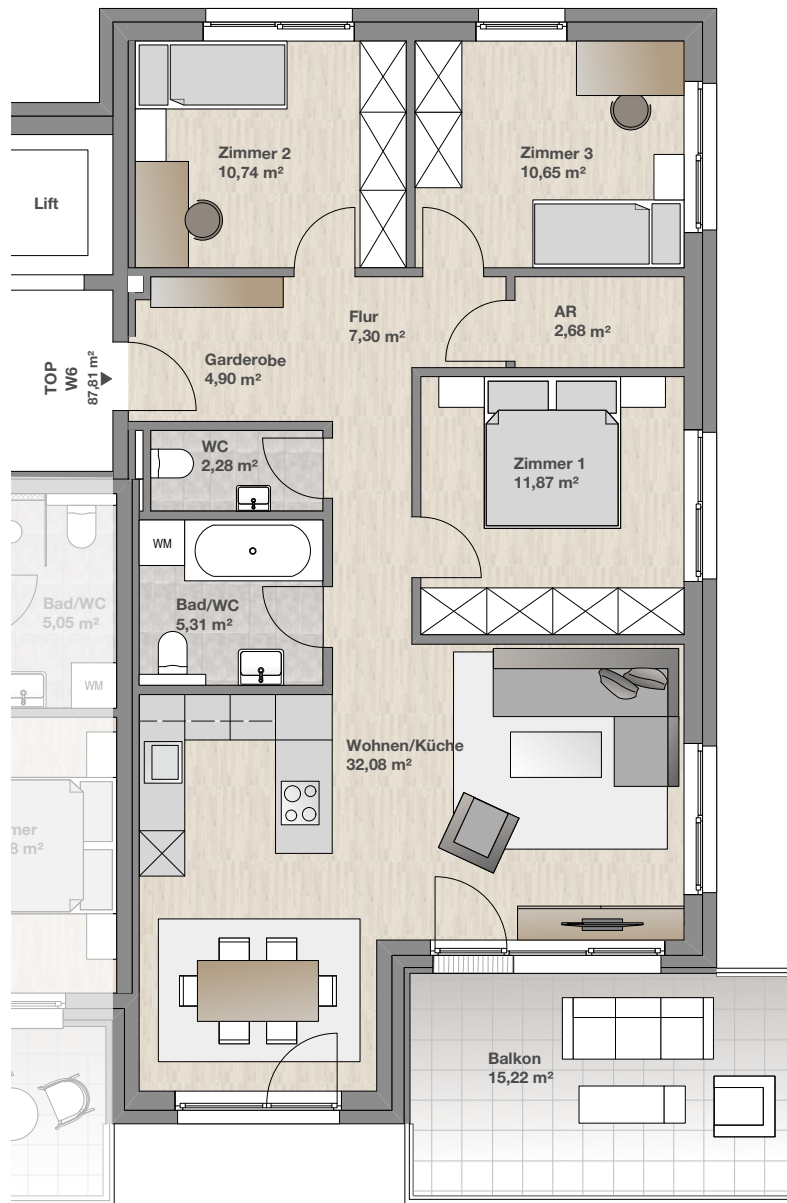 Zimmer 2
10,74 m²
Zimmer 3
10,65 m²
Lift
Flur
7,30 m²
AR
2,68 m²
TOP
W6
87,81 m²
Garderobe
4,90 m²
WC
2,28 m²
Zimmer 1
11,87 m²
WM
Bad/WC
5,31 m²
Bad/WC
5,05 m²
WM
Wohnen/Küche
32,08 m²
mer
8 m²
Balkon
15,22 m²